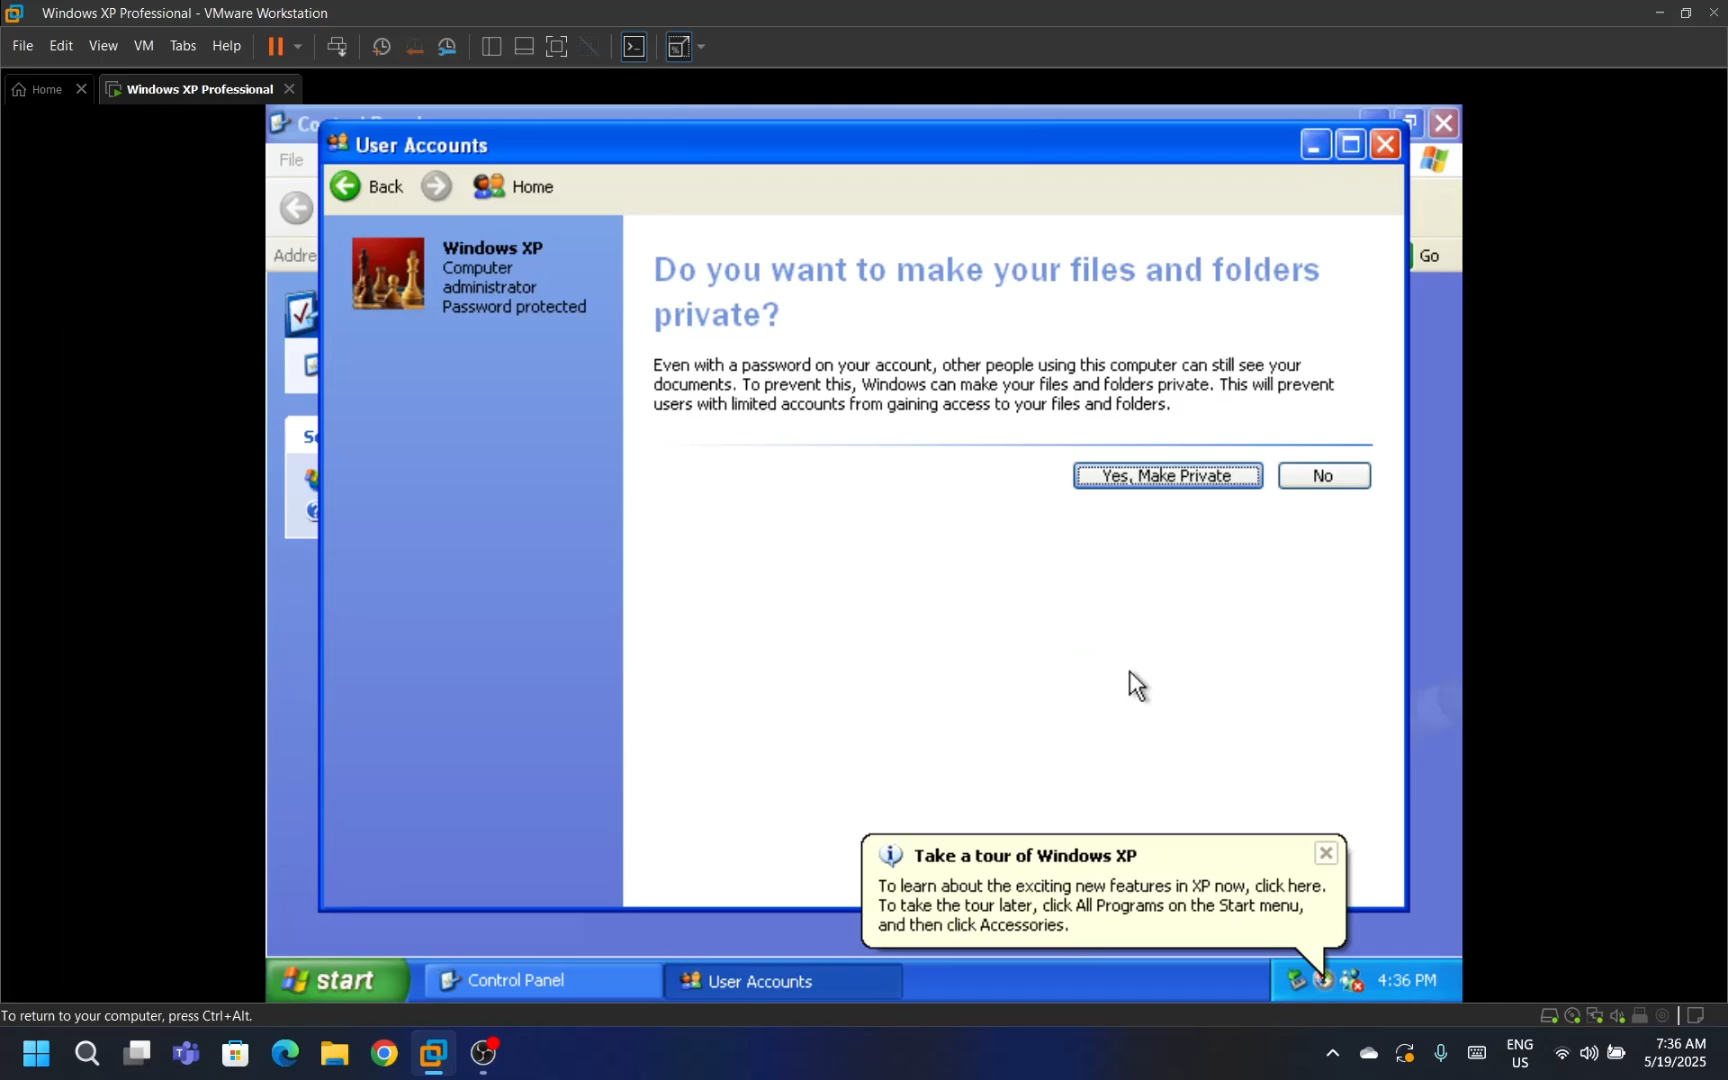 Windows XP Professional - VMware Workstation
File Edit View VM Tabs Help
Home
Windows XP Professional
User Accounts
File
Back
Home
Addre
Go
Windows XP
Computer
administrator
Password protected
Do you want to make your files and folders
private?
Even with a password on your account, other people using this computer can still see your
documents. To prevent this, Windows can make your files and folders private. This will prevent
users with limited accounts from gaining access to your files and folders.
Yes, Make Private
No
Take a tour of Windows XP
To learn about the exciting new features in XP now, click here.
To take the tour later, click All Programs on the Start menu,
and then click Accessories.
start
Control Panel
User Accounts
4:36 PM
To return to your computer, press Ctrl+Alt.
ENG
US
7:36 AM
5/19/2025